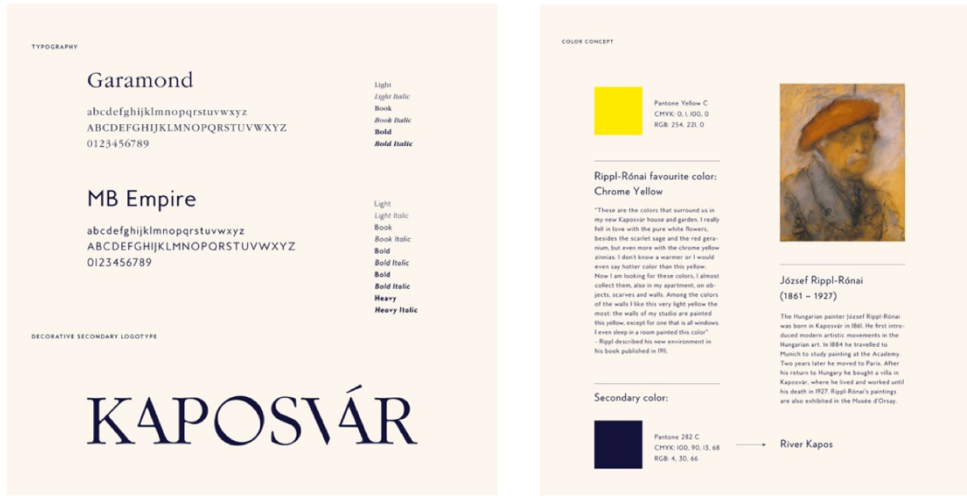 TYPOGRAPHY
Garamond
abcdefghijklmnopqrstuvwxyz
ABCDEFGHIJKLMNOPQRSTUVWXYZ
0123456789
Light
Light Italic
Book
Book Italic
Bold
Bold Italic
MB Empire
abcdefghijklmnopqrstuvwxyz
ABCDEFGHIJKLMNOPQRSTUVWXYZ
0123456789
Light
Light Italic
Book
Book Italic
Bold
Bold Italic
Bold
Bold Italic
Heavy
Heavy Italic
DECORATIVE SECONDARY LOGOTYPE
KAPOSVÁR
COLOR CONCEPT
Pantone Yellow C
CMYK: 0, 1, 100, 0
RGB: 254, 221, 0
Rippl-Rónai favourite color:
Chrome Yellow
"These are the colors that surround us in
my new Kaposvár house and garden. I really
fell in love with the pure white flowers,
besides the scarlet sage and the red gera-
nium, but even more with the chrome yellow
zinnias. I don't know a warmer or I would
even say hotter color than this yellow.
Now I am looking for these colors, I almost
collect them, also in my apartment, on ob-
jects, scarves and walls. Among the colors
of the walls I like this very light yellow the
most: the walls of my studio are painted
this yellow, except for one that is all windows.
I even sleep in a room painted this color"
- Rippl described his new environment in
his book published in 1911.
Secondary color:
Pantone 282 C
CMYK: 100, 90, 13, 68
RGB: 4, 30, 66
River Kapos
József Rippl-Rónai
(1861 – 1927)
The Hungarian painter József Rippl-Rónai
was born in Kaposvár in 1861. He first intro-
duced modern artistic movements in the
Hungarian art. In 1884 he travelled to
Munich to study painting at the Academy.
Two years later he moved to Paris. After
his return to Hungary he bought a villa in
Kaposvár, where he lived and worked until
his death in 1927. Rippl-Rónai's paintings
are also exhibited in the Musée d'Orsay.